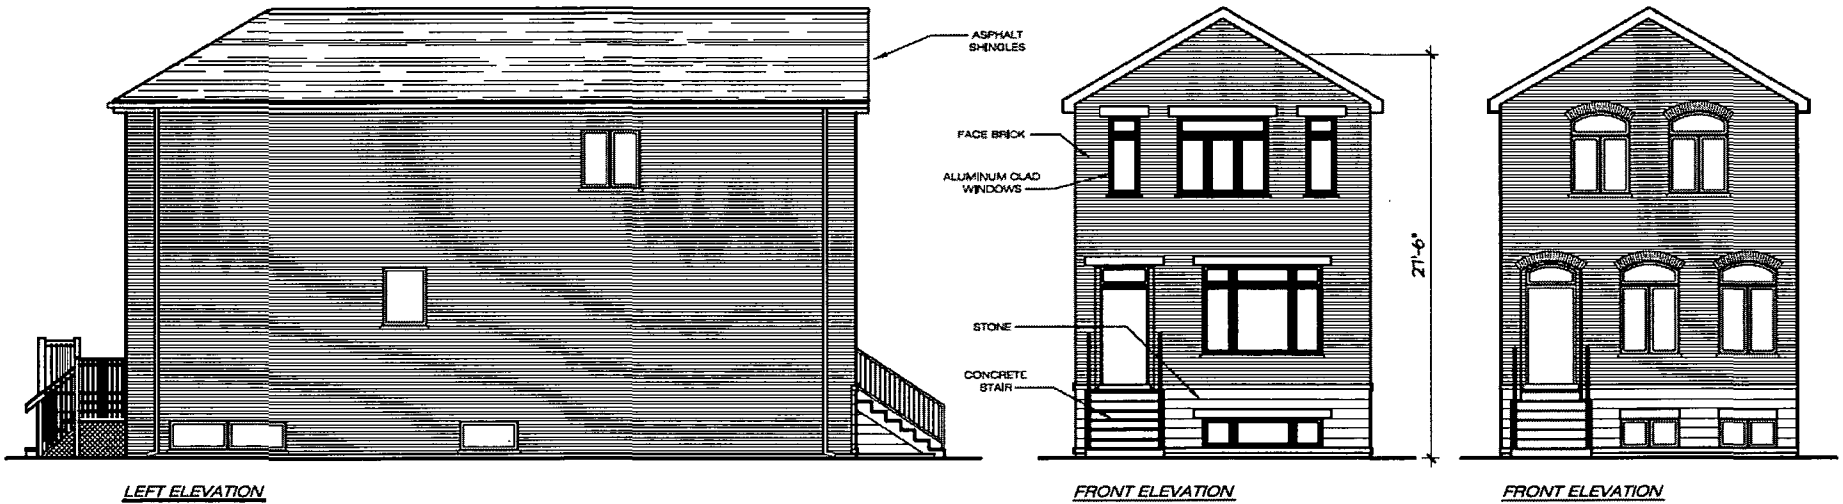 ASPHALT
SHINGLES
FACE BRICK
ALUMINUM CLAD
WINDOWS
27'-6"
STONE
CONCRETE
STAIR
LEFT ELEVATION
FRONT ELEVATION
FRONT ELEVATION